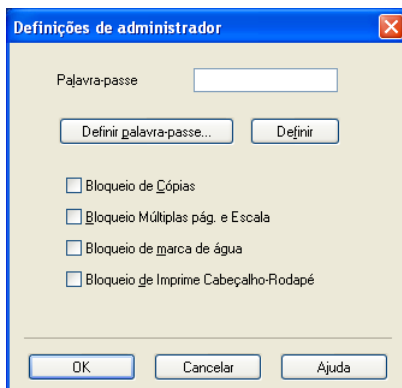 Definições de administrador
Palavra-passe
Definir palavra-passe... Definir
Bloqueio de Cópias
Bloqueio Múltiplas pág. e Escala
Bloqueio de marca de água
Bloqueio de Imprime Cabeçalho-Rodapé
OK Cancelar Ajuda